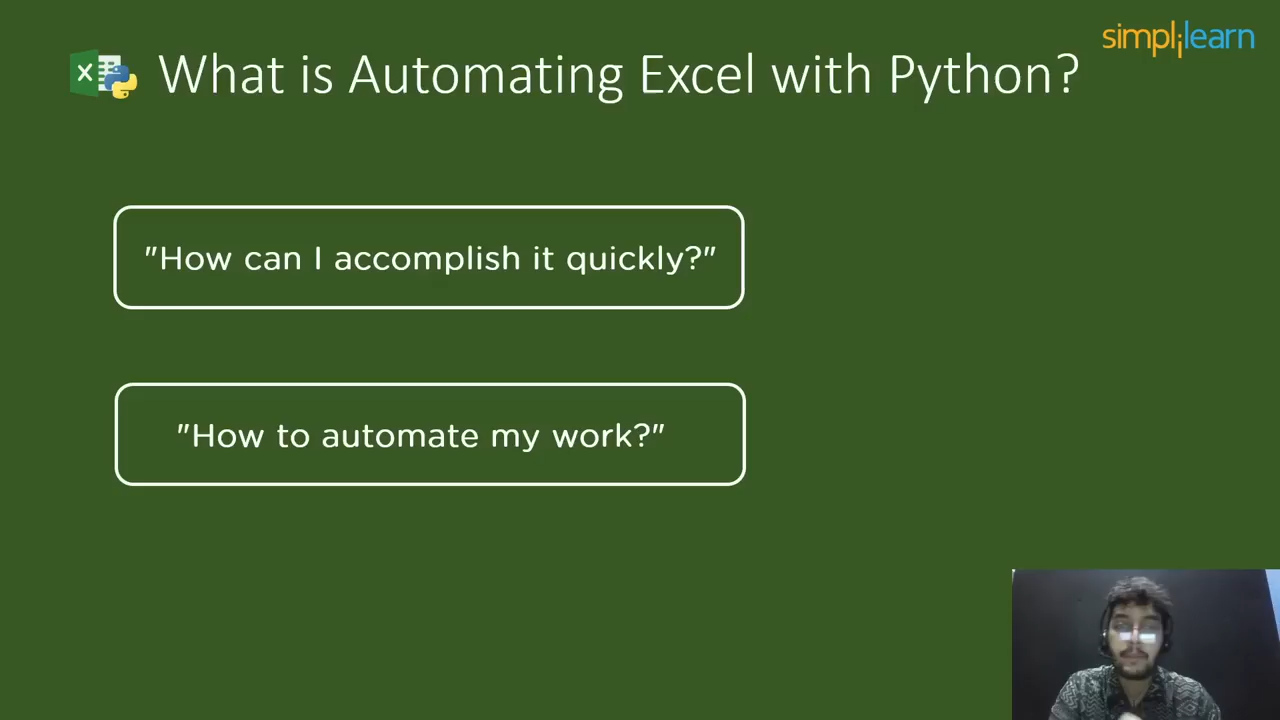 simplilearn
What is Automating Excel with Python?
"How can I accomplish it quickly?"
"How to automate my work?"